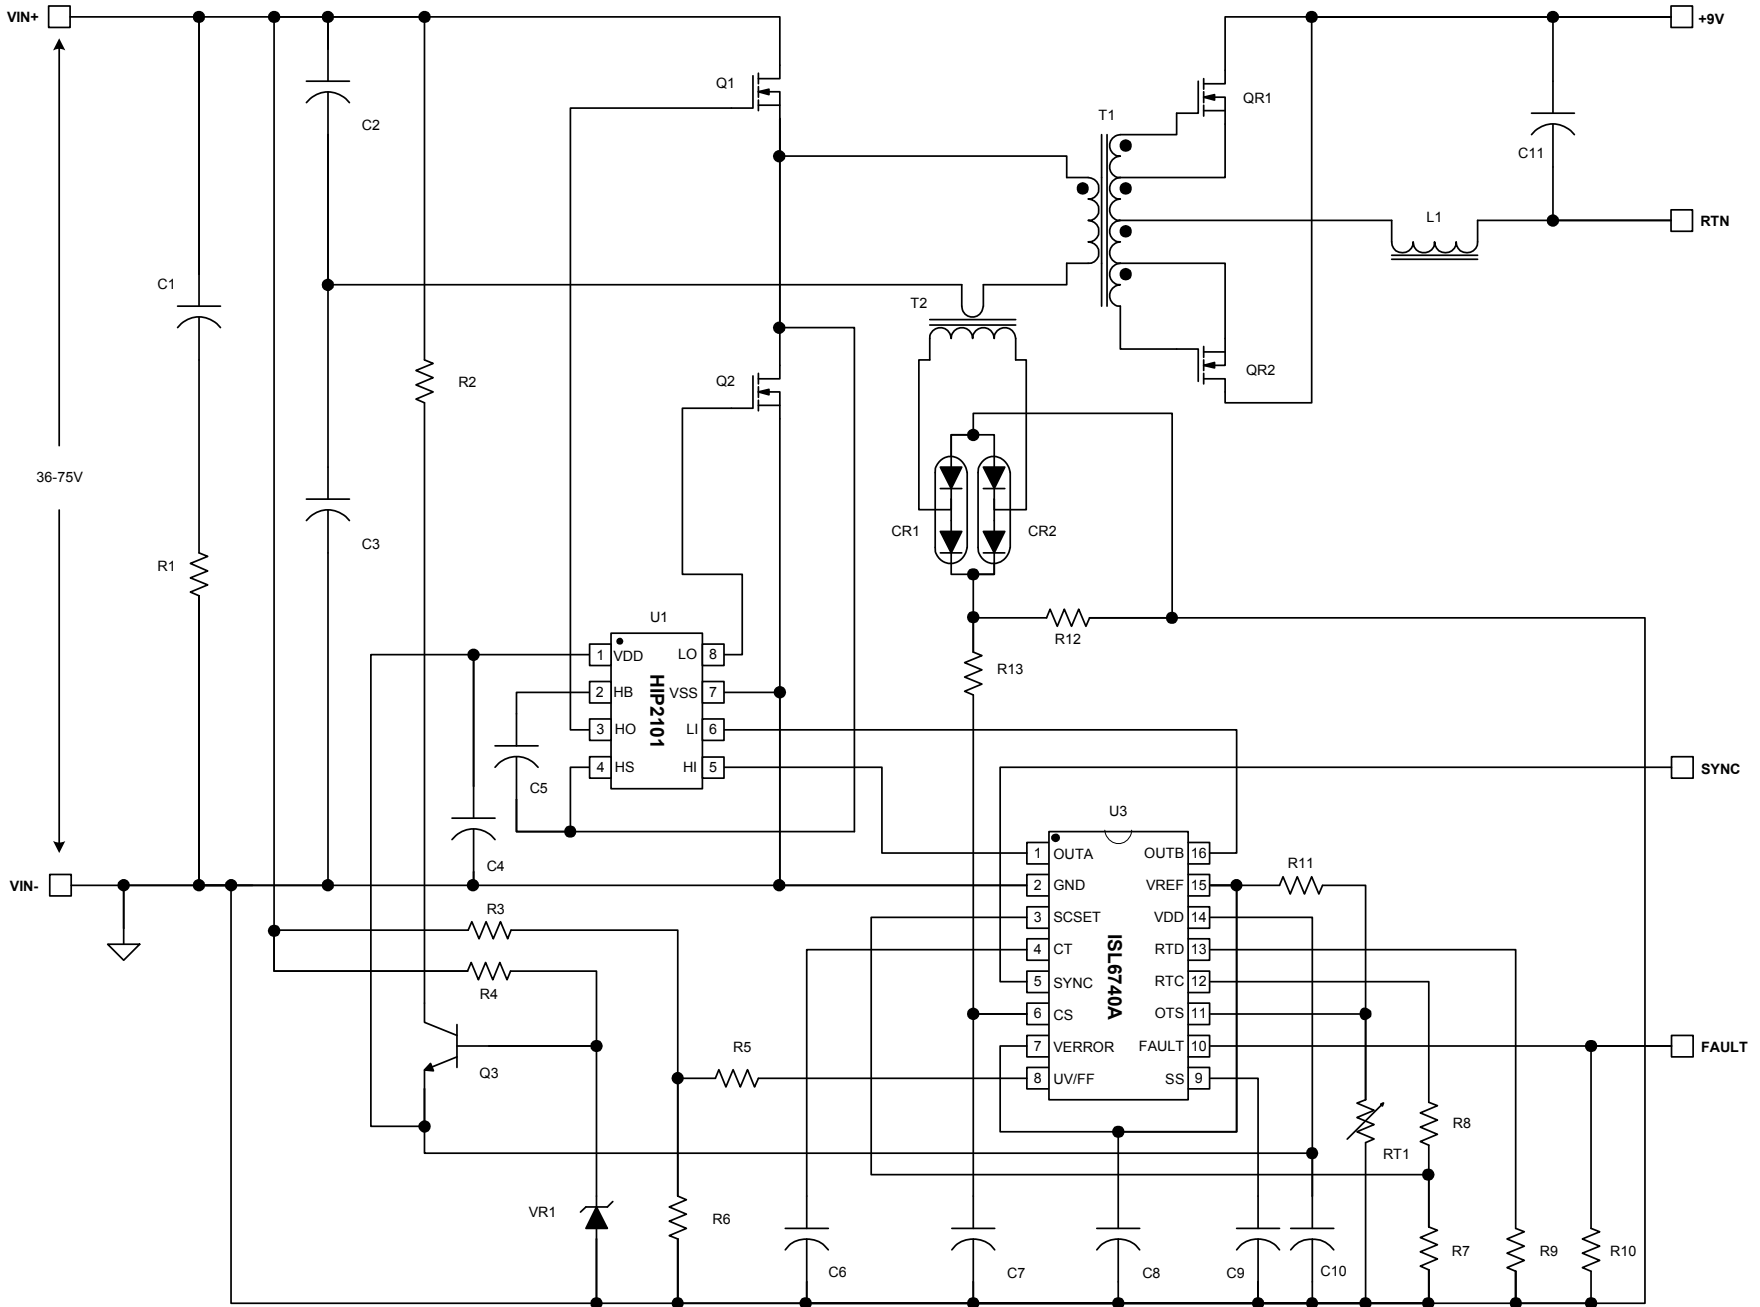 VIN+
+9V
Q1
QR1
C2
T1
C11
RTN
L1
C1
T2
QR2
R2
Q2
36-75V
CR1
CR2
C3
R1
U1
R12
R13
1 VDD
LO 8
2 HB
VSS 7
3 HO
LI 6
4 HS
HI 5
HIP2101
C5
SYNC
C4
U3
1 OUTA
OUTB 16
R11
VIN-
2 GND
VREF 15
R3
3 SCSET
VDD 14
4 CT
RTD 13
R4
5 SYNC
RTC 12
6 CS
OTS 11
7 VERROR
FAULT 10
FAULT
8 UV/FF
SS 9
ISL6740A
Q3
R5
R8
RT1
VR1
R6
C6
C7
C8
C9
C10
R7
R9
R10